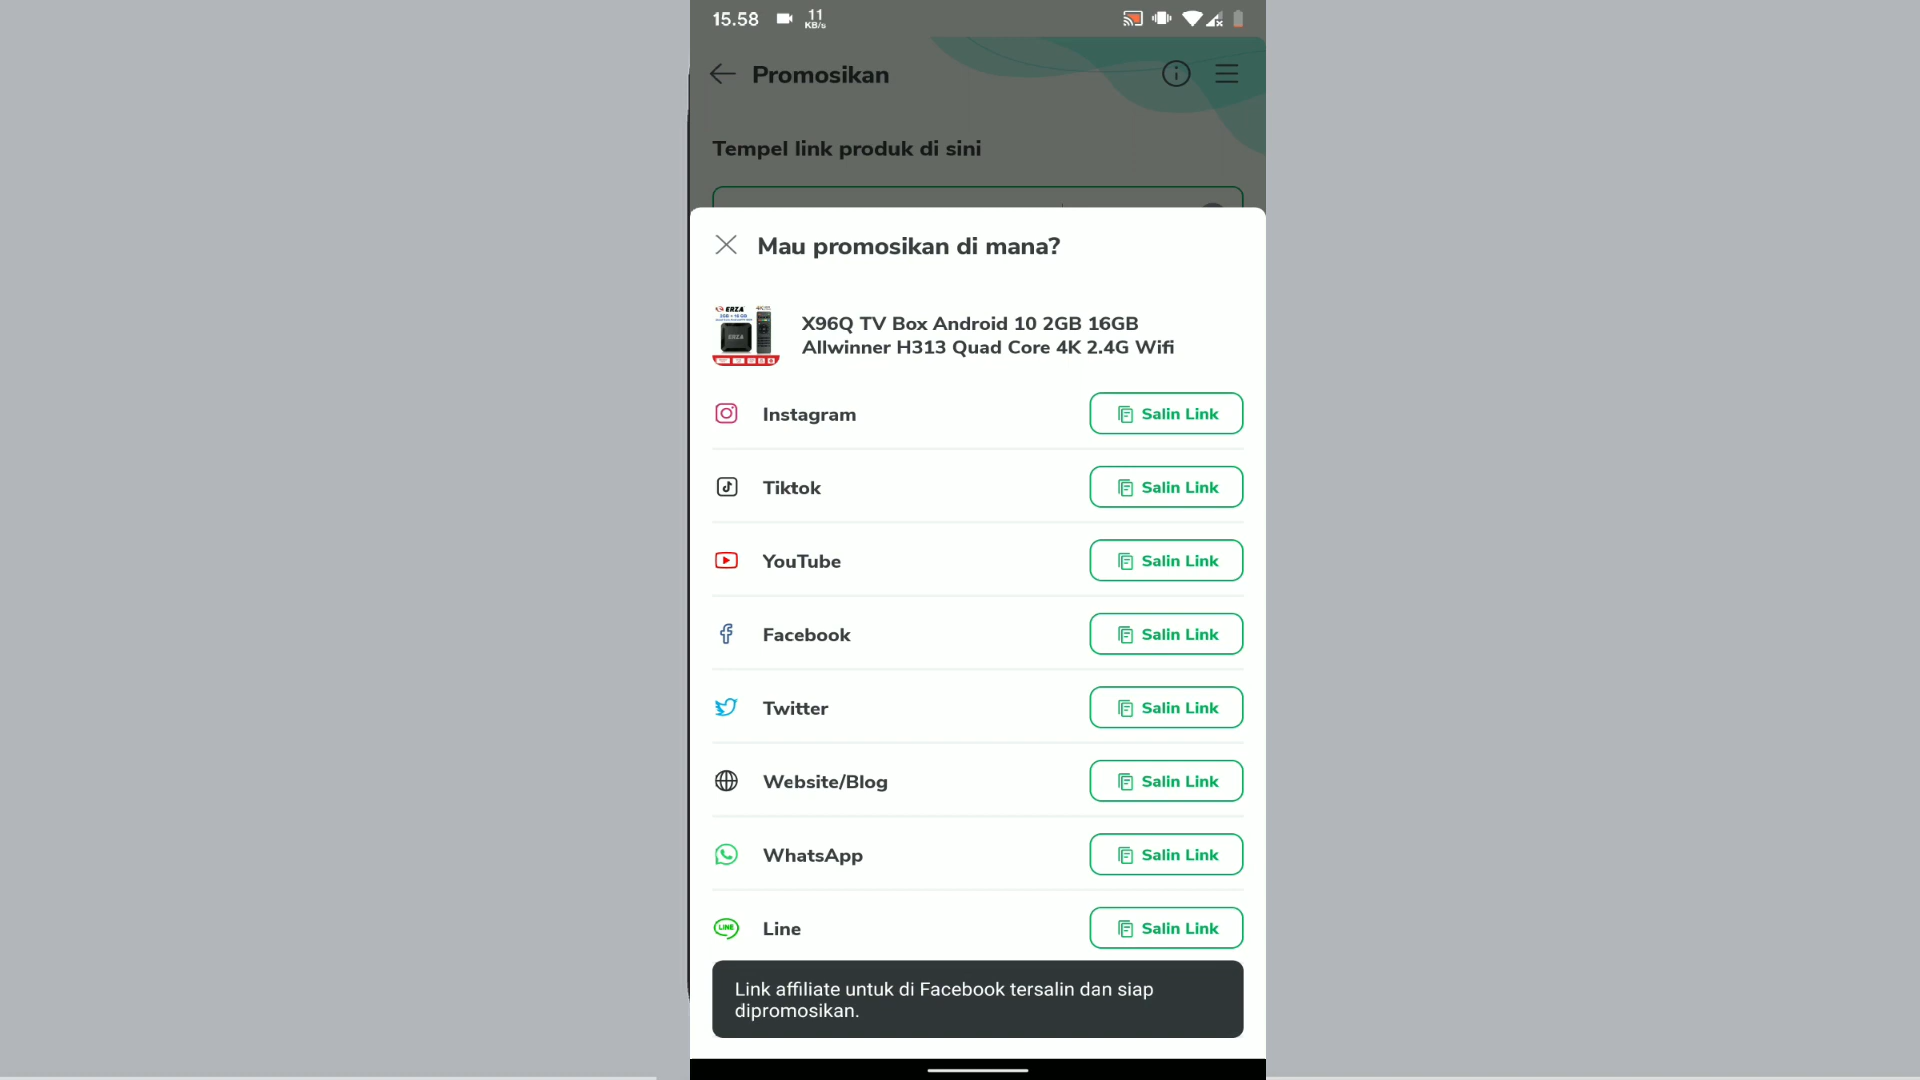 15.58
11
KB/s
Promosikan
Tempel link produk di sini
Mau promosikan di mana?
ERZA
ERZA
X96Q TV Box Android 10 2GB 16GB
Allwinner H313 Quad Core 4K 2.4G Wifi
Instagram
Salin Link
Tiktok
Salin Link
YouTube
Salin Link
Facebook
Salin Link
Twitter
Salin Link
Website/Blog
Salin Link
WhatsApp
Salin Link
LINE
Line
Salin Link
Link affiliate untuk di Facebook tersalin dan siap
dipromosikan.